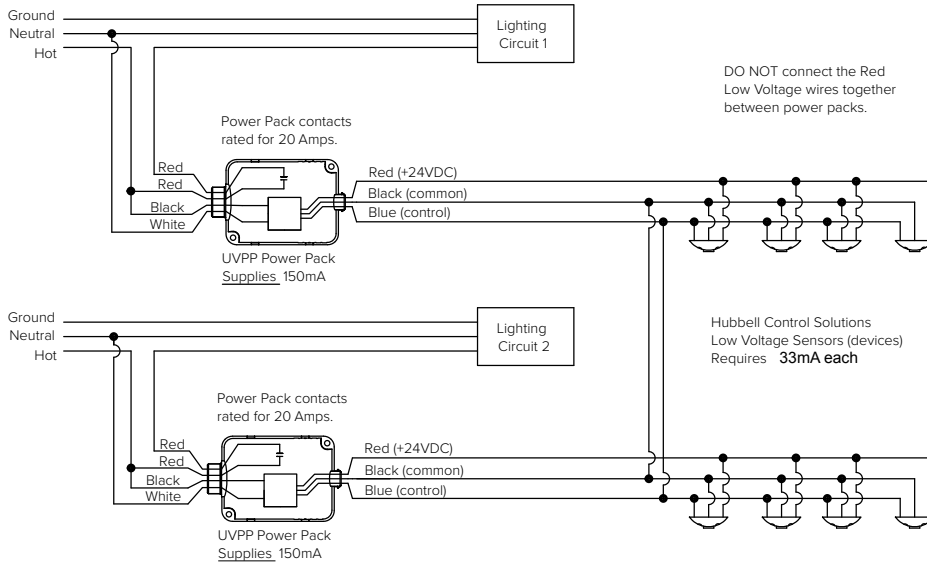 Ground
Neutral
Hot
Lighting
Circuit 1
DO NOT connect the Red
Low Voltage wires together
between power packs.
Power Pack contacts
rated for 20 Amps.
Red
Red
Black
White
Red (+24VDC)
Black (common)
Blue (control)
UVPP Power Pack
Supplies 150mA
Ground
Neutral
Hot
Lighting
Circuit 2
Hubbell Control Solutions
Low Voltage Sensors (devices)
Requires 33mA each
Power Pack contacts
rated for 20 Amps.
Red
Red
Black
White
Red (+24VDC)
Black (common)
Blue (control)
UVPP Power Pack
Supplies 150mA